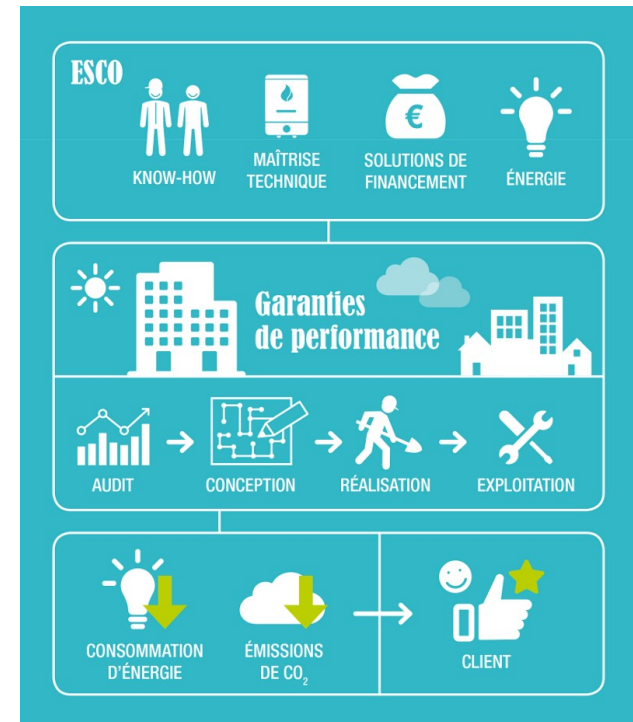 ESCO
KNOW-HOW
MAÎTRISE
TECHNIQUE
€
SOLUTIONS DE
FINANCEMENT
ÉNERGIE
Garanties
de performance
AUDIT
CONCEPTION
RÉALISATION
EXPLOITATION
CONSOMMATION
D'ÉNERGIE
ÉMISSIONS
DE CO₂
CLIENT